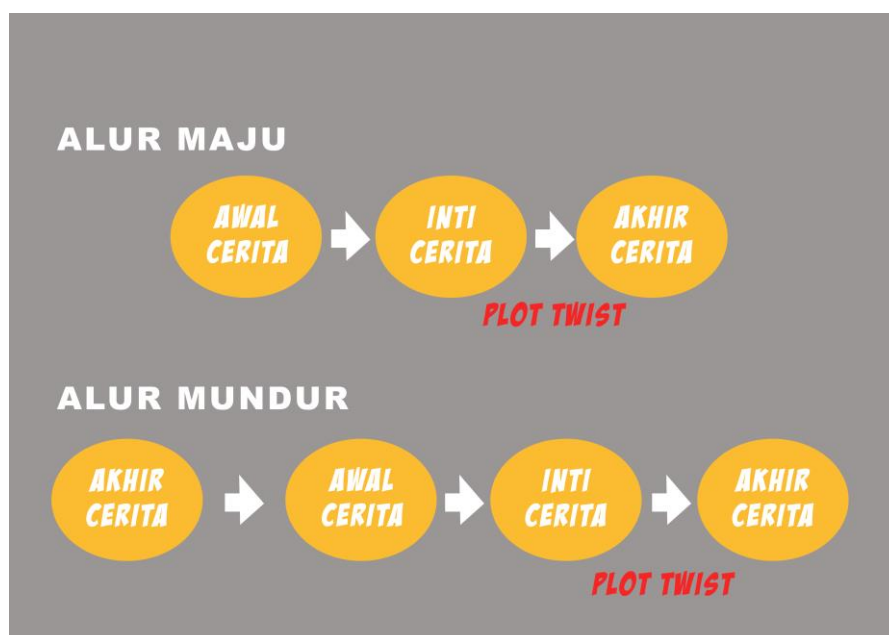 ALUR MAJU
AWAL
CERITA
INTI
CERITA
AKHIR
CERITA
PLOT TWIST
ALUR MUNDUR
AKHIR
CERITA
AWAL
CERITA
INTI
CERITA
AKHIR
CERITA
PLOT TWIST